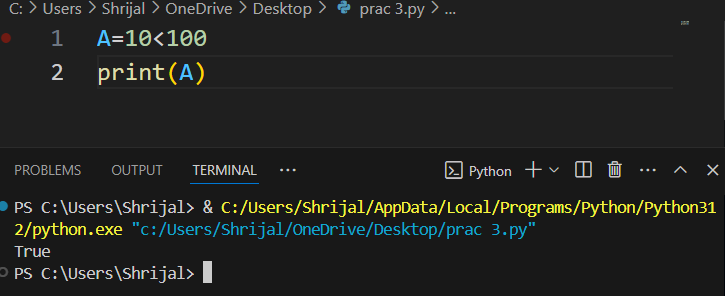 C: > Users > Shrijal > OneDrive > Desktop > prac 3.py > ...
1 A=10<100
2 print(A)
PROBLEMS OUTPUT TERMINAL ... Python
PS C:\Users\Shrijal> & C:/Users/Shrijal/AppData/Local/Programs/Python/Python31
2/python.exe "c:/Users/Shrijal/OneDrive/Desktop/prac 3.py"
True
PS C:\Users\Shrijal>